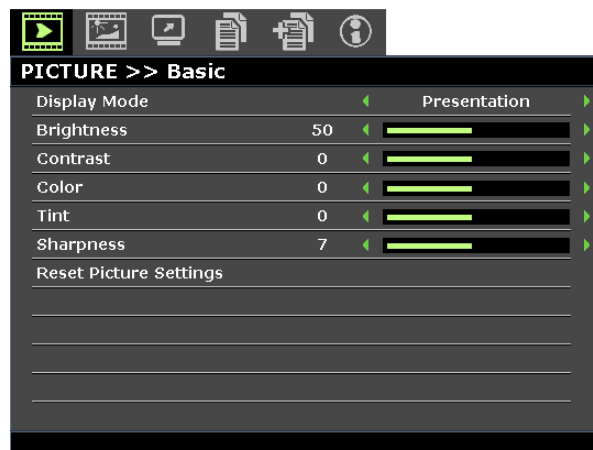 PICTURE >> Basic
Display Mode Presentation
Brightness 50
Contrast 0
Color 0
Tint 0
Sharpness 7
Reset Picture Settings